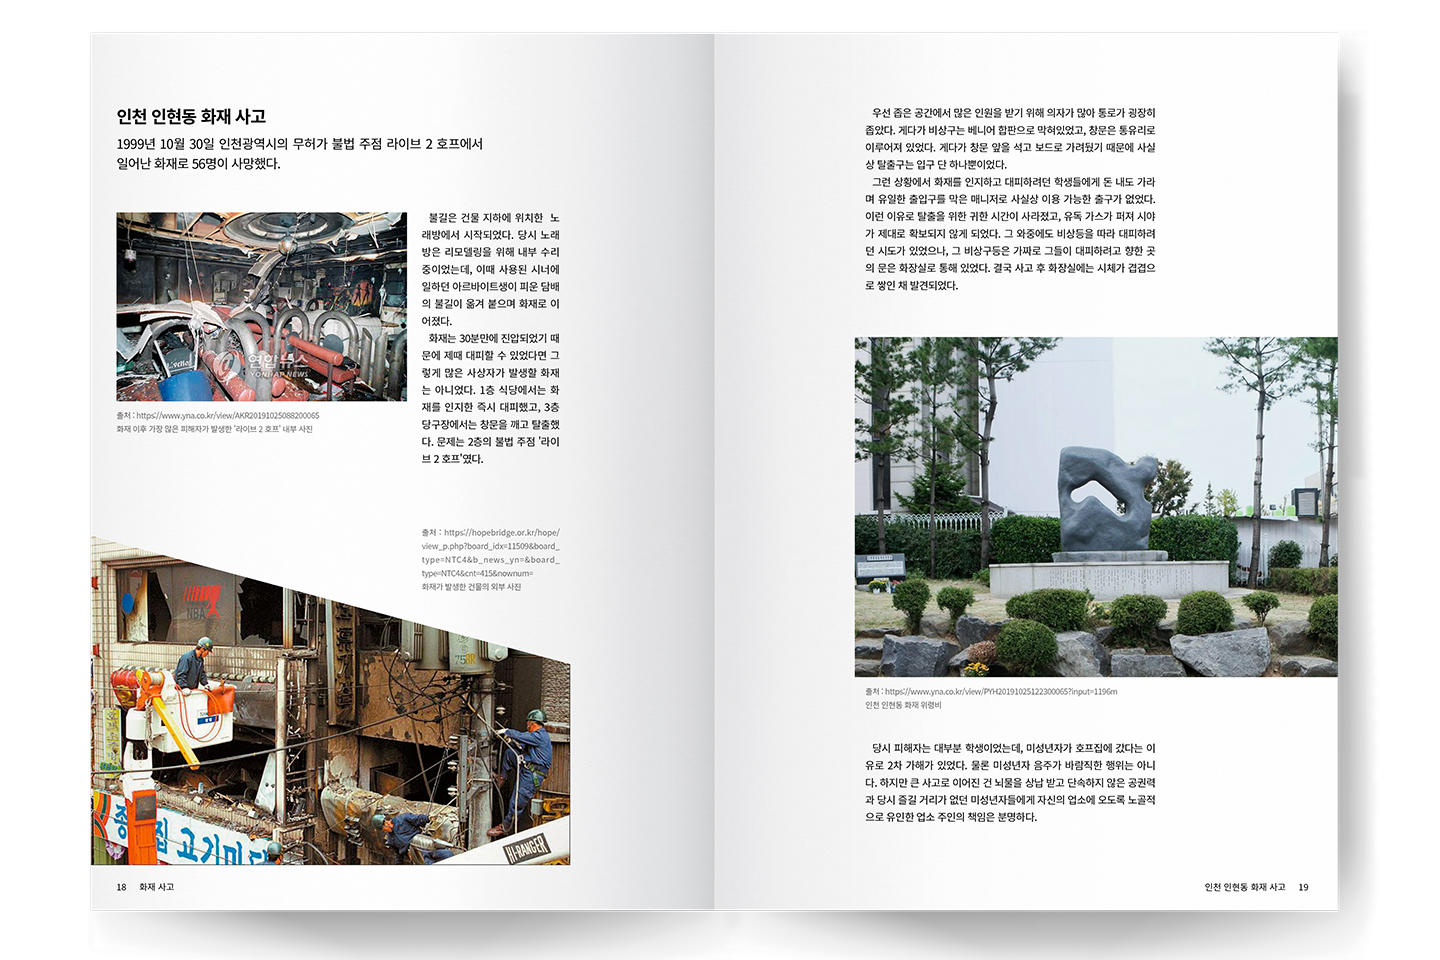 인천 인현동 화재 사고
1999년 10월 30일 인천광역시의 무허가 불법 주점 라이브 2 호프에서
일어난 화재로 56명이 사망했다.
연합뉴스
YONHAP NEWS
출처 : https://www.yna.co.kr/view/AKR20191025088200065
화재 이후 가장 많은 피해자가 발생한 '라이브 2 호프' 내부 사진
불길은 건물 지하에 위치한 노
래방에서 시작되었다. 당시 노래
방은 리모델링을 위해 내부 수리
중이었는데, 이때 사용된 시너에
일하던 아르바이트생이 피운 담배
의 불길이 옮겨 붙으며 화재로 이
어졌다.
화재는 30분만에 진압되었기 때
문에 제때 대피할 수 있었다면 그
렇게 많은 사상자가 발생할 화재
는 아니었다. 1층 식당에서는 화
재를 인지한 즉시 대피했고, 3층
당구장에서는 창문을 깨고 탈출했
다. 문제는 2층의 불법 주점 '라이
브 2 호프'였다.
출처 : https://hopebridge.or.kr/hope/
view_p.php?board_idx=11509&board_
type=NTC4&b_news_yn=&board_
type=NTC4&cnt=415&nownum=
화재가 발생한 건물의 외부 사진
NBA
75
HI-RANGER
고기마
18 화재 사고
우선 좁은 공간에서 많은 인원을 받기 위해 의자가 많아 통로가 굉장히
좁았다. 게다가 비상구는 베니어 합판으로 막혀있었고, 창문은 통유리로
이루어져 있었다. 게다가 창문 앞을 석고 보드로 가려뒀기 때문에 사실
상 탈출구는 입구 단 하나뿐이었다.
그런 상황에서 화재를 인지하고 대피하려던 학생들에게 돈 내도 가라
며 유일한 출입구를 막은 매니저로 사실상 이용 가능한 출구가 없었다.
이런 이유로 탈출을 위한 귀한 시간이 사라졌고, 유독 가스가 퍼져 시야
가 제대로 확보되지 않게 되었다. 그 와중에도 비상등을 따라 대피하려
던 시도가 있었으나, 그 비상구등은 가짜로 그들이 대피하려고 향한 곳
의 문은 화장실로 통해 있었다. 결국 사고 후 화장실에는 시체가 겹겹으
로 쌓인 채 발견되었다.
출처 : https://www.yna.co.kr/view/PYH20191025122300065?input=1196m
인천 인현동 화재 위령비
당시 피해자는 대부분 학생이었는데, 미성년자가 호프집에 갔다는 이
유로 2차 가해가 있었다. 물론 미성년자 음주가 바람직한 행위는 아니
다. 하지만 큰 사고로 이어진 건 뇌물을 상납 받고 단속하지 않은 공권력
과 당시 즐길 거리가 없던 미성년자들에게 자신의 업소에 오도록 노골적
으로 유인한 업소 주인의 책임은 분명하다.
인천 인현동 화재 사고 19